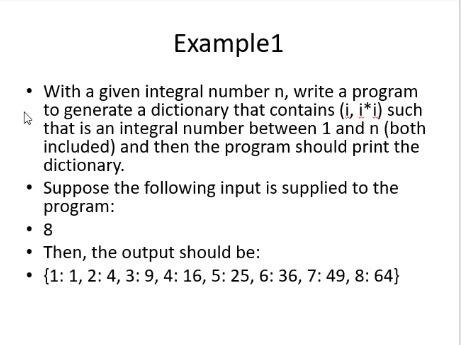 Example1
• With a given integral number n, write a program
to generate a dictionary that contains (i, i*i) such
that is an integral number between 1 and n (both
included) and then the program should print the
dictionary.
• Suppose the following input is supplied to the
program:
• 8
• Then, the output should be:
• {1: 1, 2: 4, 3: 9, 4: 16, 5: 25, 6: 36, 7: 49, 8: 64}